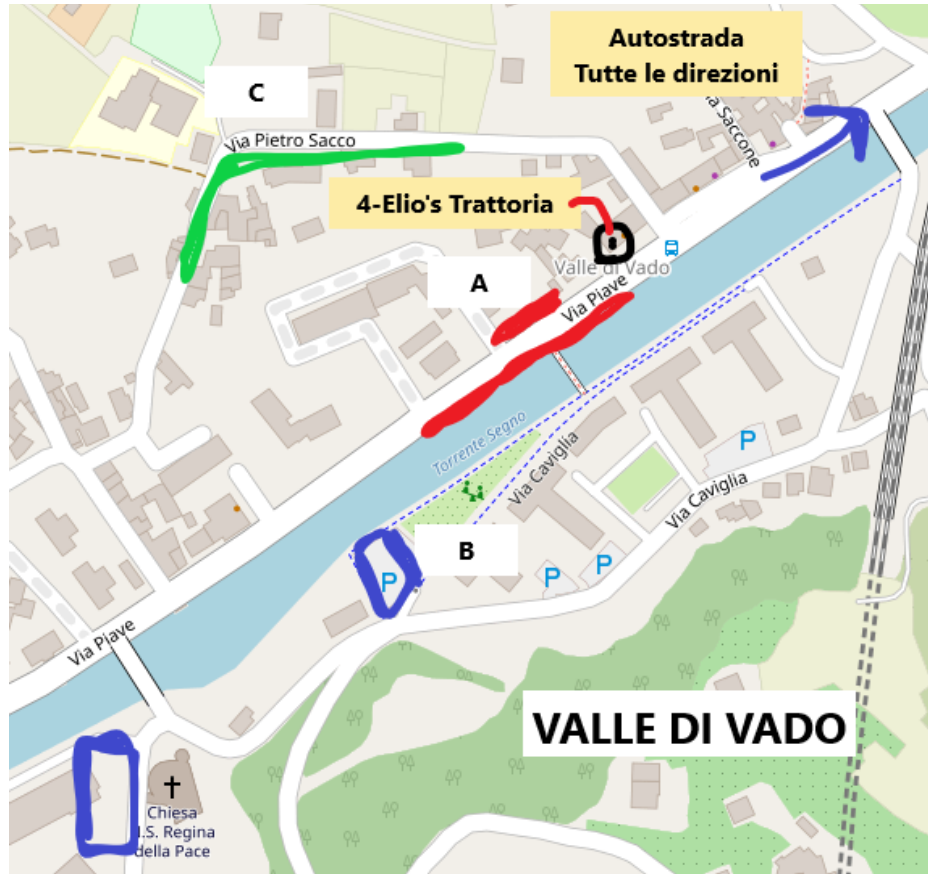 Autostrada
Tutte le direzioni
C
Via Pietro Sacco
Via Saccone
4-Elio's Trattoria
Valle di Vado
A
Via Piave
Torrente Segno
Via Caviglia
P
Via Caviglia
B
P
P
P
Via Piave
VALLE DI VADO
Chiesa
N.S. Regina
della Pace